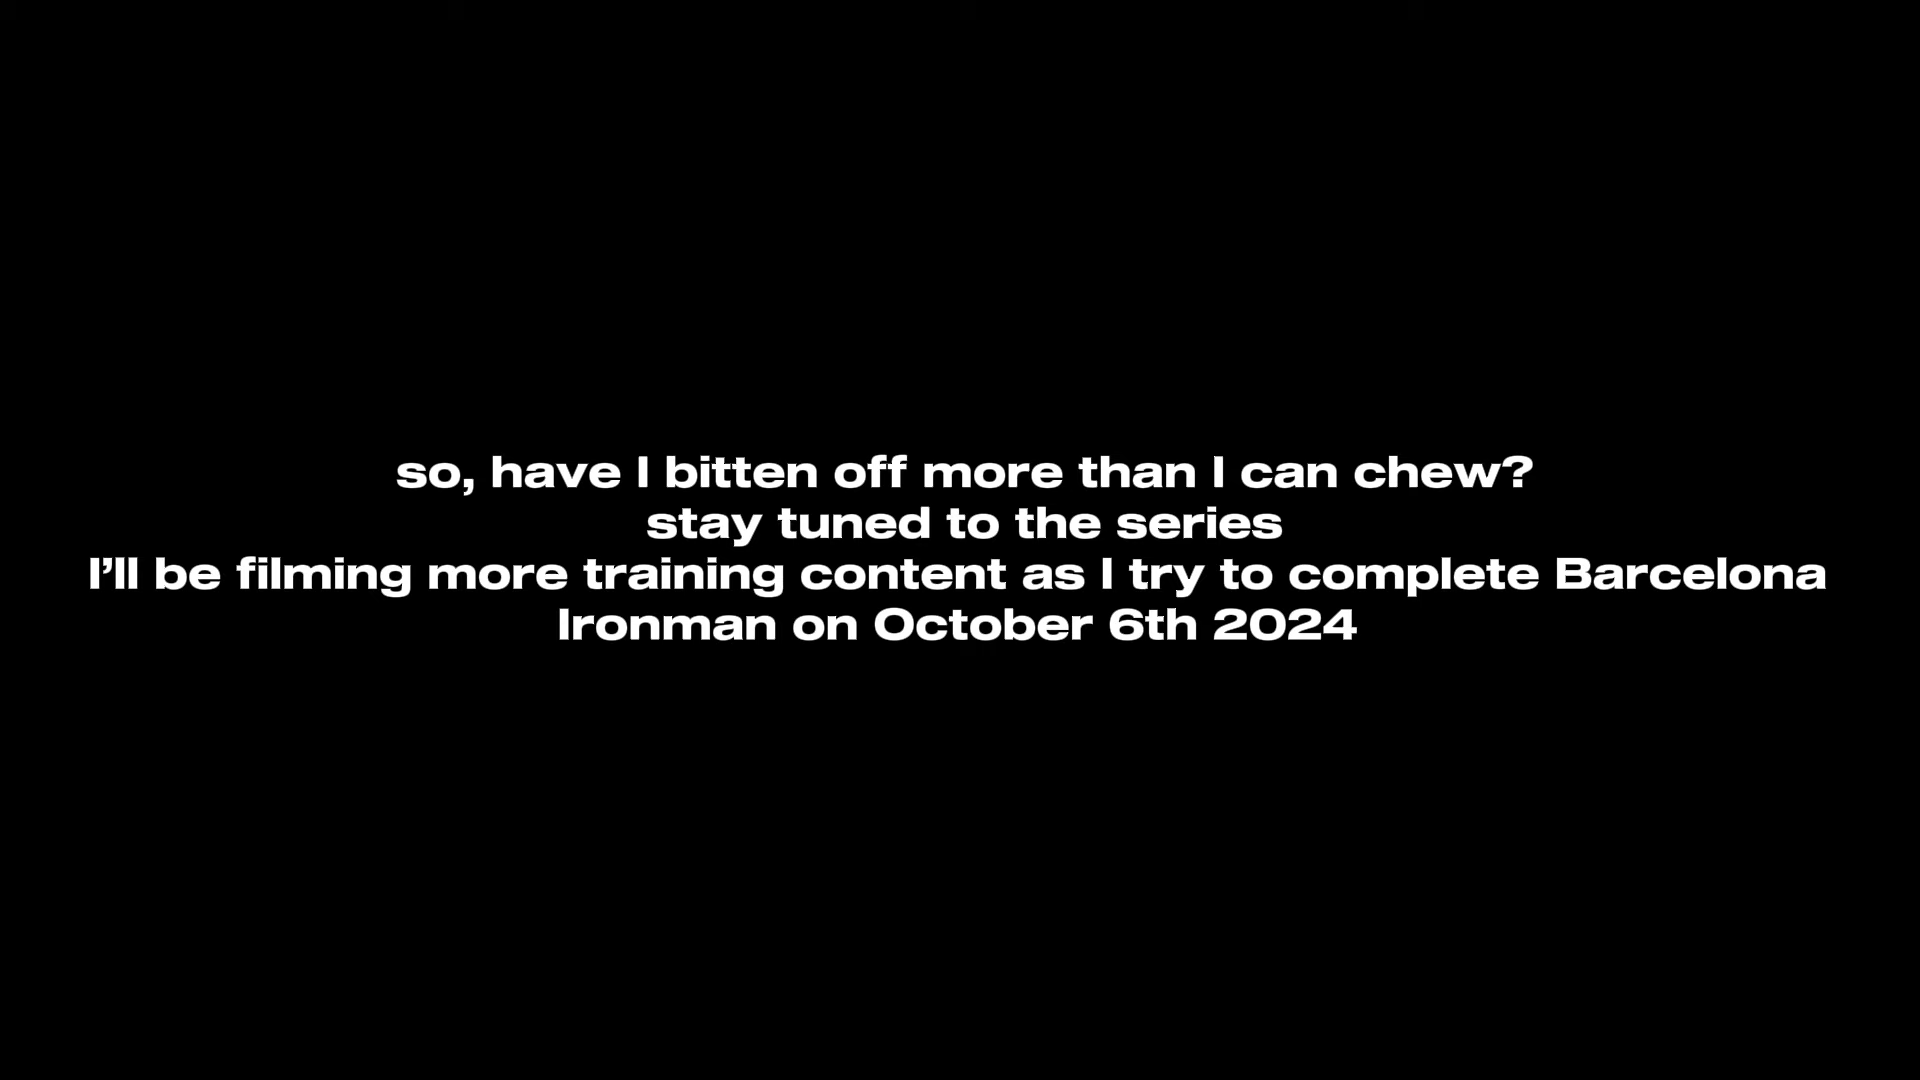 so, have I bitten off more than I can chew?
stay tuned to the series
I’ll be filming more training content as I try to complete Barcelona
Ironman on October 6th 2024